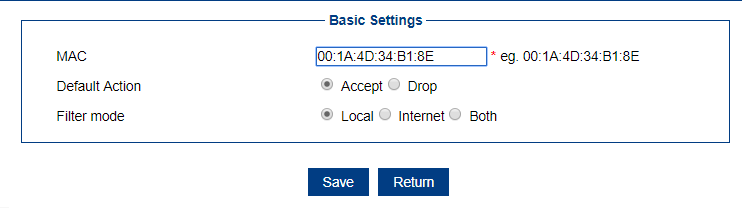 Basic Settings
MAC 00:1A:4D:34:B1:8E * eg. 00:1A:4D:34:B1:8E
Default Action Accept Drop
Filter mode Local Internet Both
Save Return